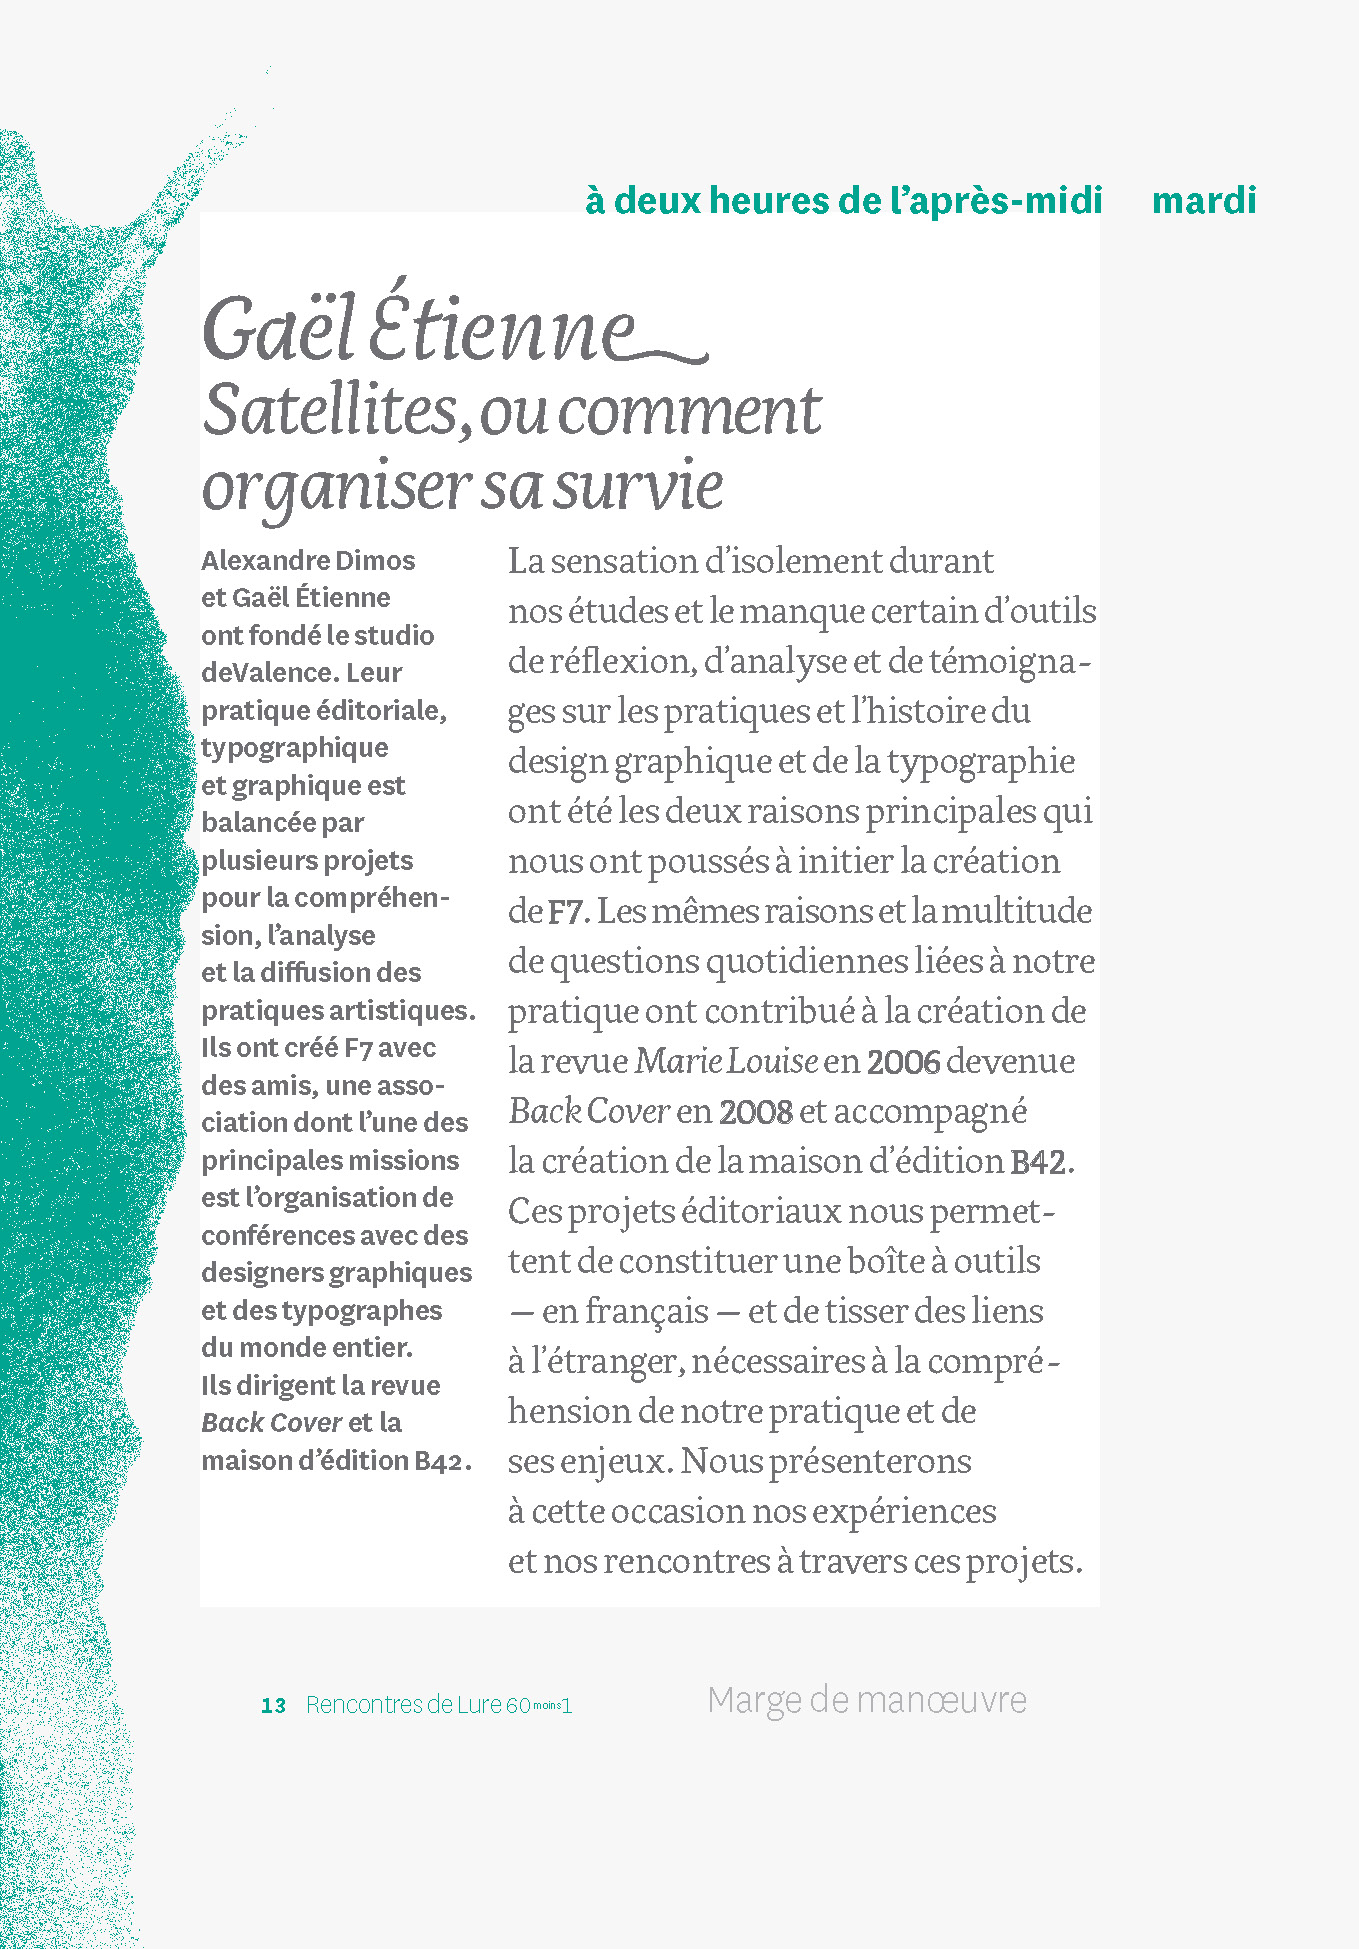 à deux heures de l’après-midi mardi
Gaël Étienne
Satellites, ou comment
organiser sa survie
Alexandre Dimos
et Gaël Étienne
ont fondé le studio
deValence. Leur
pratique éditoriale,
typographique
et graphique est
balancée par
plusieurs projets
pour la compréhen-
sion, l’analyse
et la diffusion des
pratiques artistiques.
Ils ont créé F7 avec
des amis, une asso-
ciation dont l’une des
principales missions
est l’organisation de
conférences avec des
designers graphiques
et des typographes
du monde entier.
Ils dirigent la revue
Back Cover et la
maison d’édition B42.
La sensation d’isolement durant
nos études et le manque certain d’outils
de réflexion, d’analyse et de témoigna-
ges sur les pratiques et l’histoire du
design graphique et de la typographie
ont été les deux raisons principales qui
nous ont poussés à initier la création
de F7. Les mêmes raisons et la multitude
de questions quotidiennes liées à notre
pratique ont contribué à la création de
la revue Marie Louise en 2006 devenue
Back Cover en 2008 et accompagné
la création de la maison d’édition B42.
Ces projets éditoriaux nous permet-
tent de constituer une boîte à outils
— en français — et de tisser des liens
à l’étranger, nécessaires à la compré-
hension de notre pratique et de
ses enjeux. Nous présenterons
à cette occasion nos expériences
et nos rencontres à travers ces projets.
13 Rencontres de Lure 60 moins 1
Marge de manœuvre